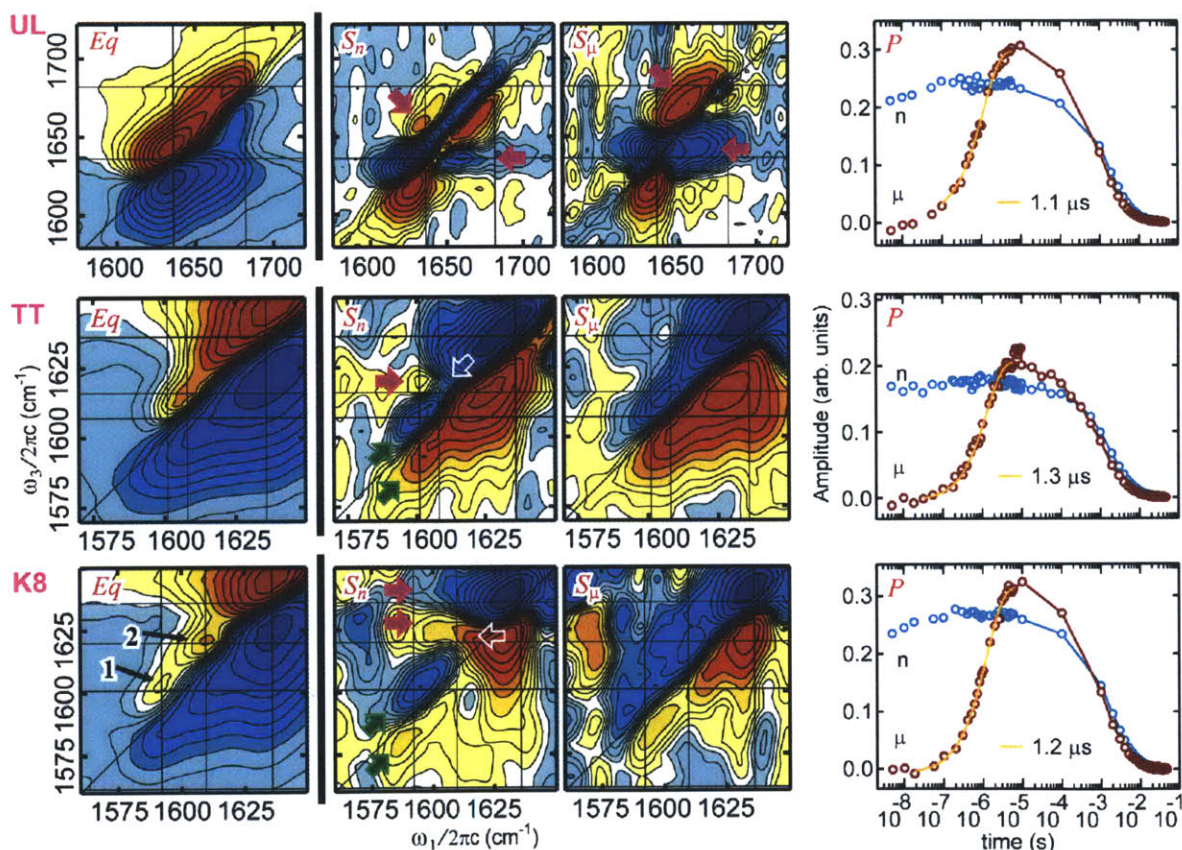 UL
Eq
Sn
Sμ
P
1600 1650 1700
1600 1650 1700
1600 1650 1700
1600 1650 1700
0.3
0.2
0.1
0.0
n
μ
1.1 μs
TT
Eq
Sn
Sμ
P
ω3/2πc (cm-1)
1575 1600 1625
1575 1600 1625
1575 1600 1625
1575 1600 1625
Amplitude (arb. units)
0.3
0.2
0.1
0.0
n
μ
1.3 μs
K8
Eq
Sn
Sμ
P
2
1
1575 1600 1625
1575 1600 1625
1575 1600 1625
1575 1600 1625
ω1/2πc (cm-1)
0.3
0.2
0.1
0.0
n
μ
1.2 μs
10-8 10-7 10-6 10-5 10-4 10-3 10-2 10-1
time (s)